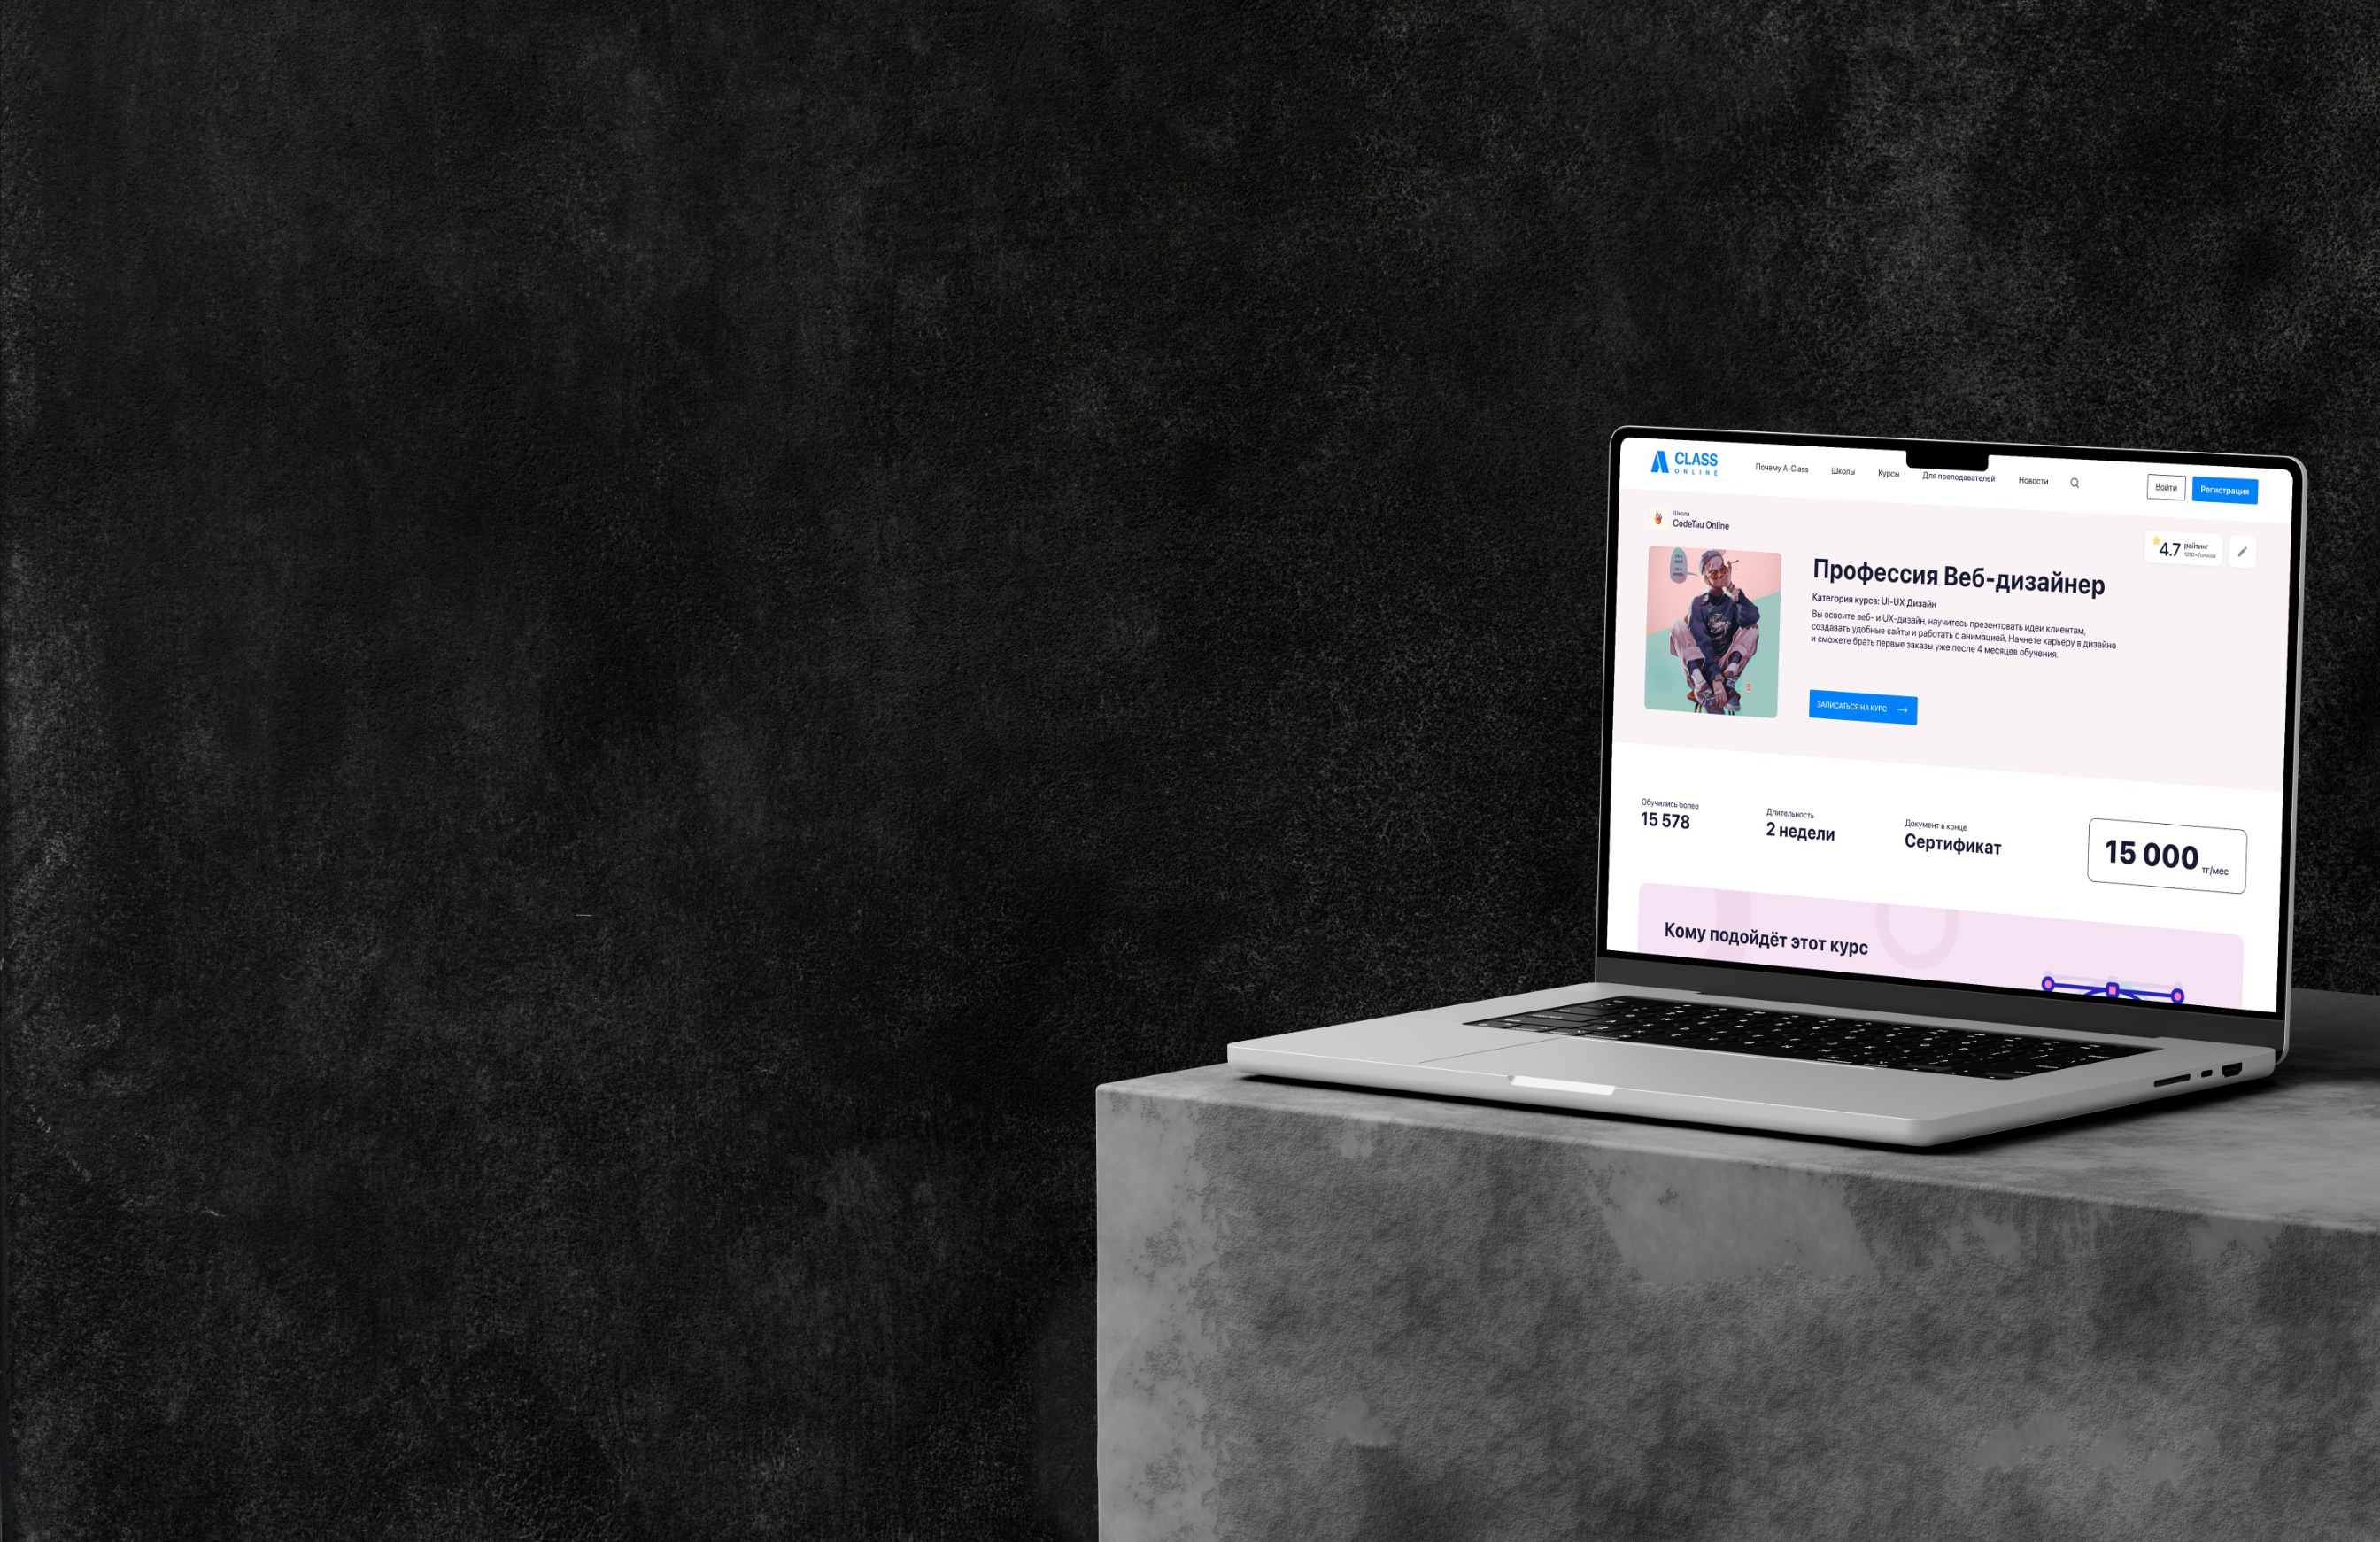 CLASS
ONLINE
Почему A-Class
Школы
Курсы
Для преподавателей
Новости
Войти
Регистрация
Школа
CodeTau Online
4.7
рейтинг
Профессия Веб-дизайнер
Категория курса: UI-UX Дизайн
Вы освоите веб- и UX-дизайн, научитесь презентовать идеи клиентам,
создавать удобные сайты и работать с анимацией. Начнете карьеру в дизайне
и сможете брать первые заказы уже после 4 месяцев обучения.
ЗАПИСАТЬСЯ НА КУРС
Обучились более
15 578
Длительность
2 недели
Документ в конце
Сертификат
15 000 тг/мес
Кому подойдёт этот курс